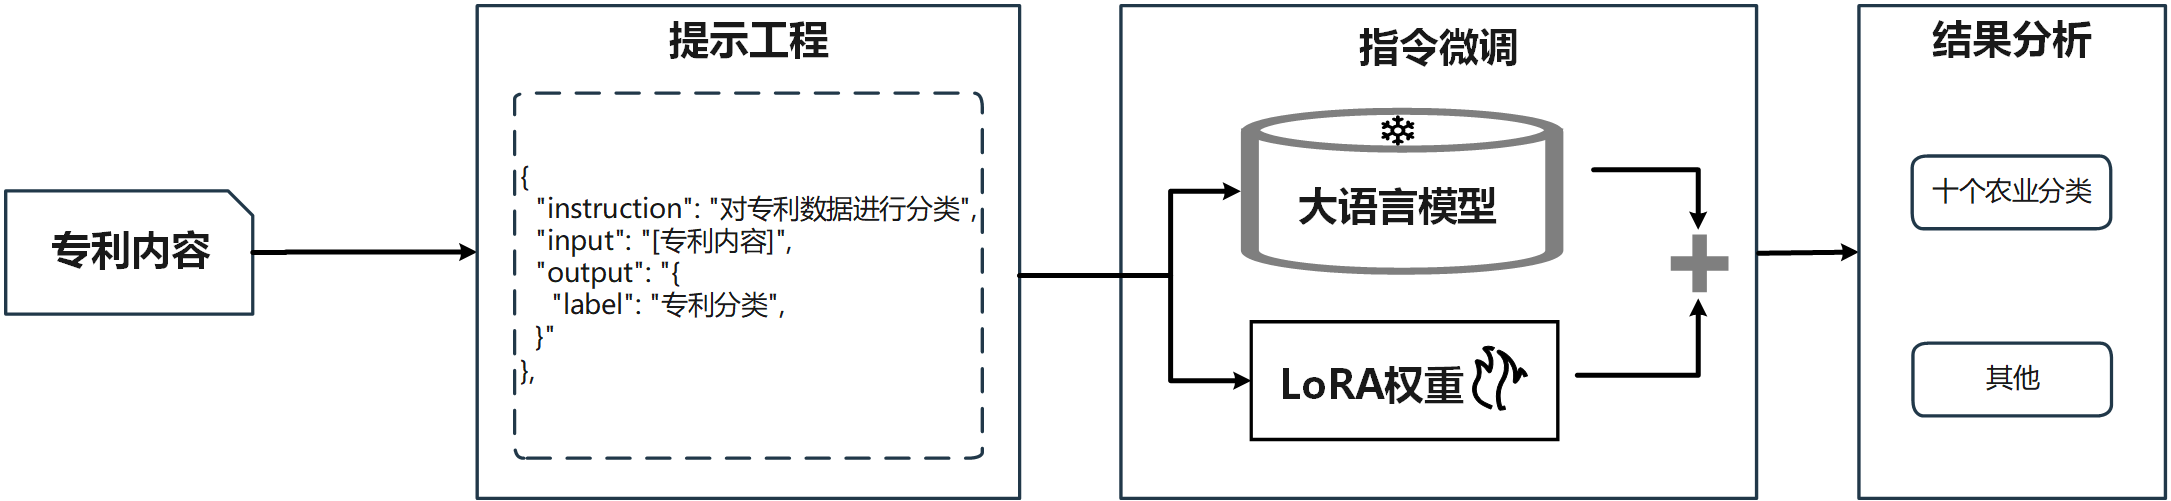 专利内容
提示工程
{
"instruction": "对专利数据进行分类",
"input": "[专利内容]",
"output": "{
"label": "专利分类",
}"
},
指令微调
大语言模型
LoRA权重
结果分析
十个农业分类
其他